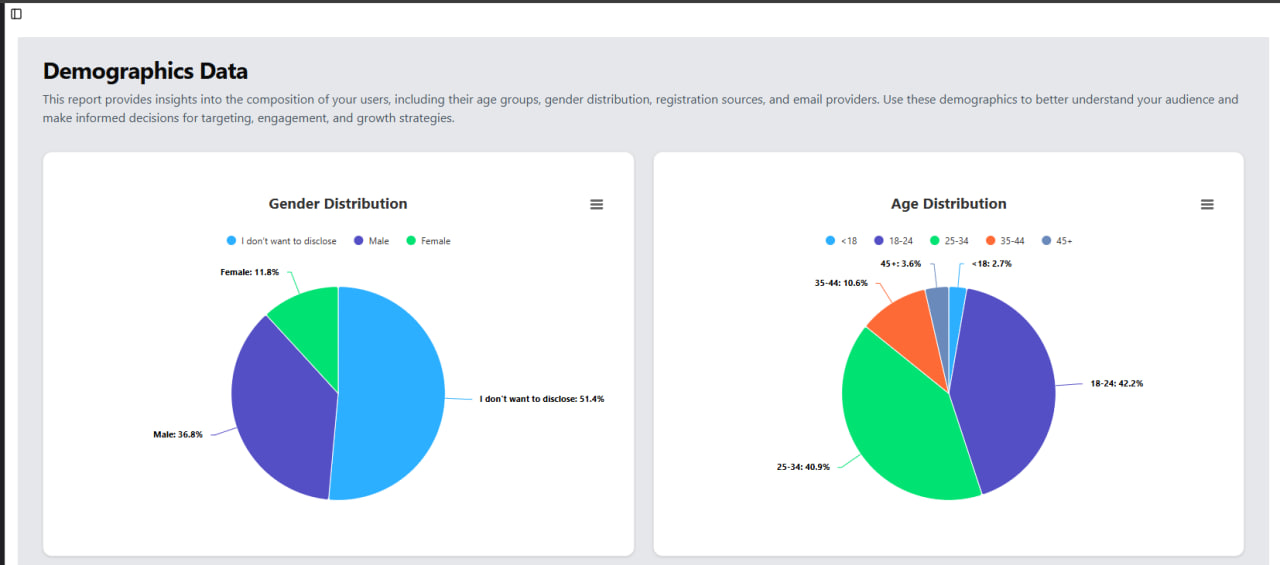 Demographics Data
This report provides insights into the composition of your users, including their age groups, gender distribution, registration sources, and email providers. Use these demographics to better understand your audience and
make informed decisions for targeting, engagement, and growth strategies.
Gender Distribution
I don't want to disclose Male Female
Female: 11.8%
I don't want to disclose: 51.4%
Male: 36.8%
Age Distribution
<18 18-24 25-34 35-44 45+
45+: 3.6% <18: 2.7%
35-44: 10.6%
18-24: 42.2%
25-34: 40.9%